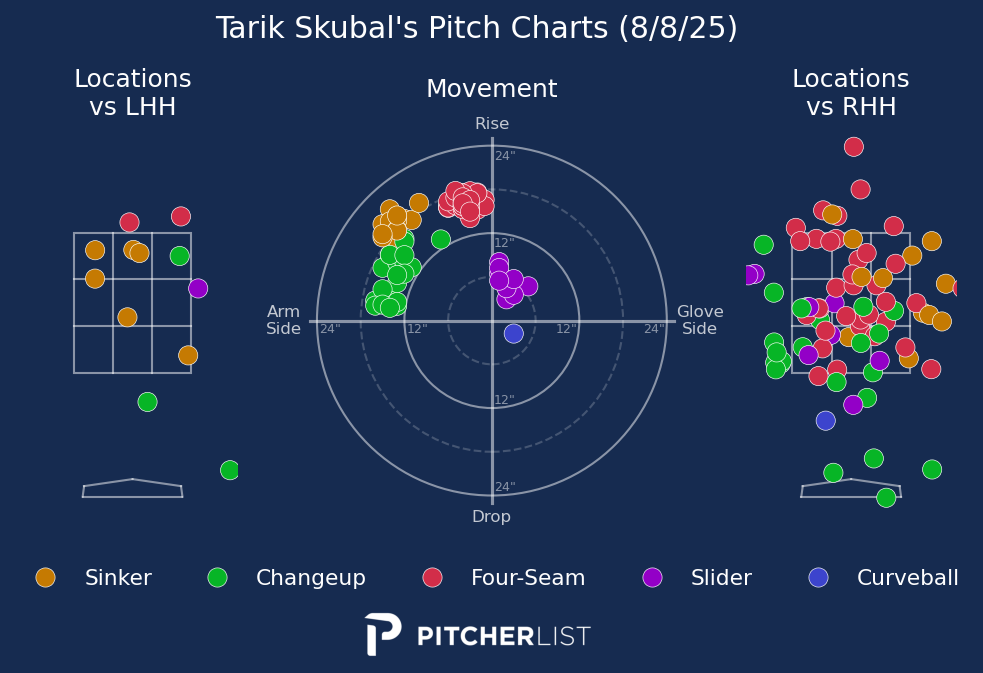 Tarik Skubal's Pitch Charts (8/8/25)
Locations
vs LHH
Movement
Locations
vs RHH
Rise
24"
12"
Arm
Side
24"
12"
12"
24"
Glove
Side
12"
24"
Drop
Sinker
Changeup
Four-Seam
Slider
Curveball
PITCHERLIST